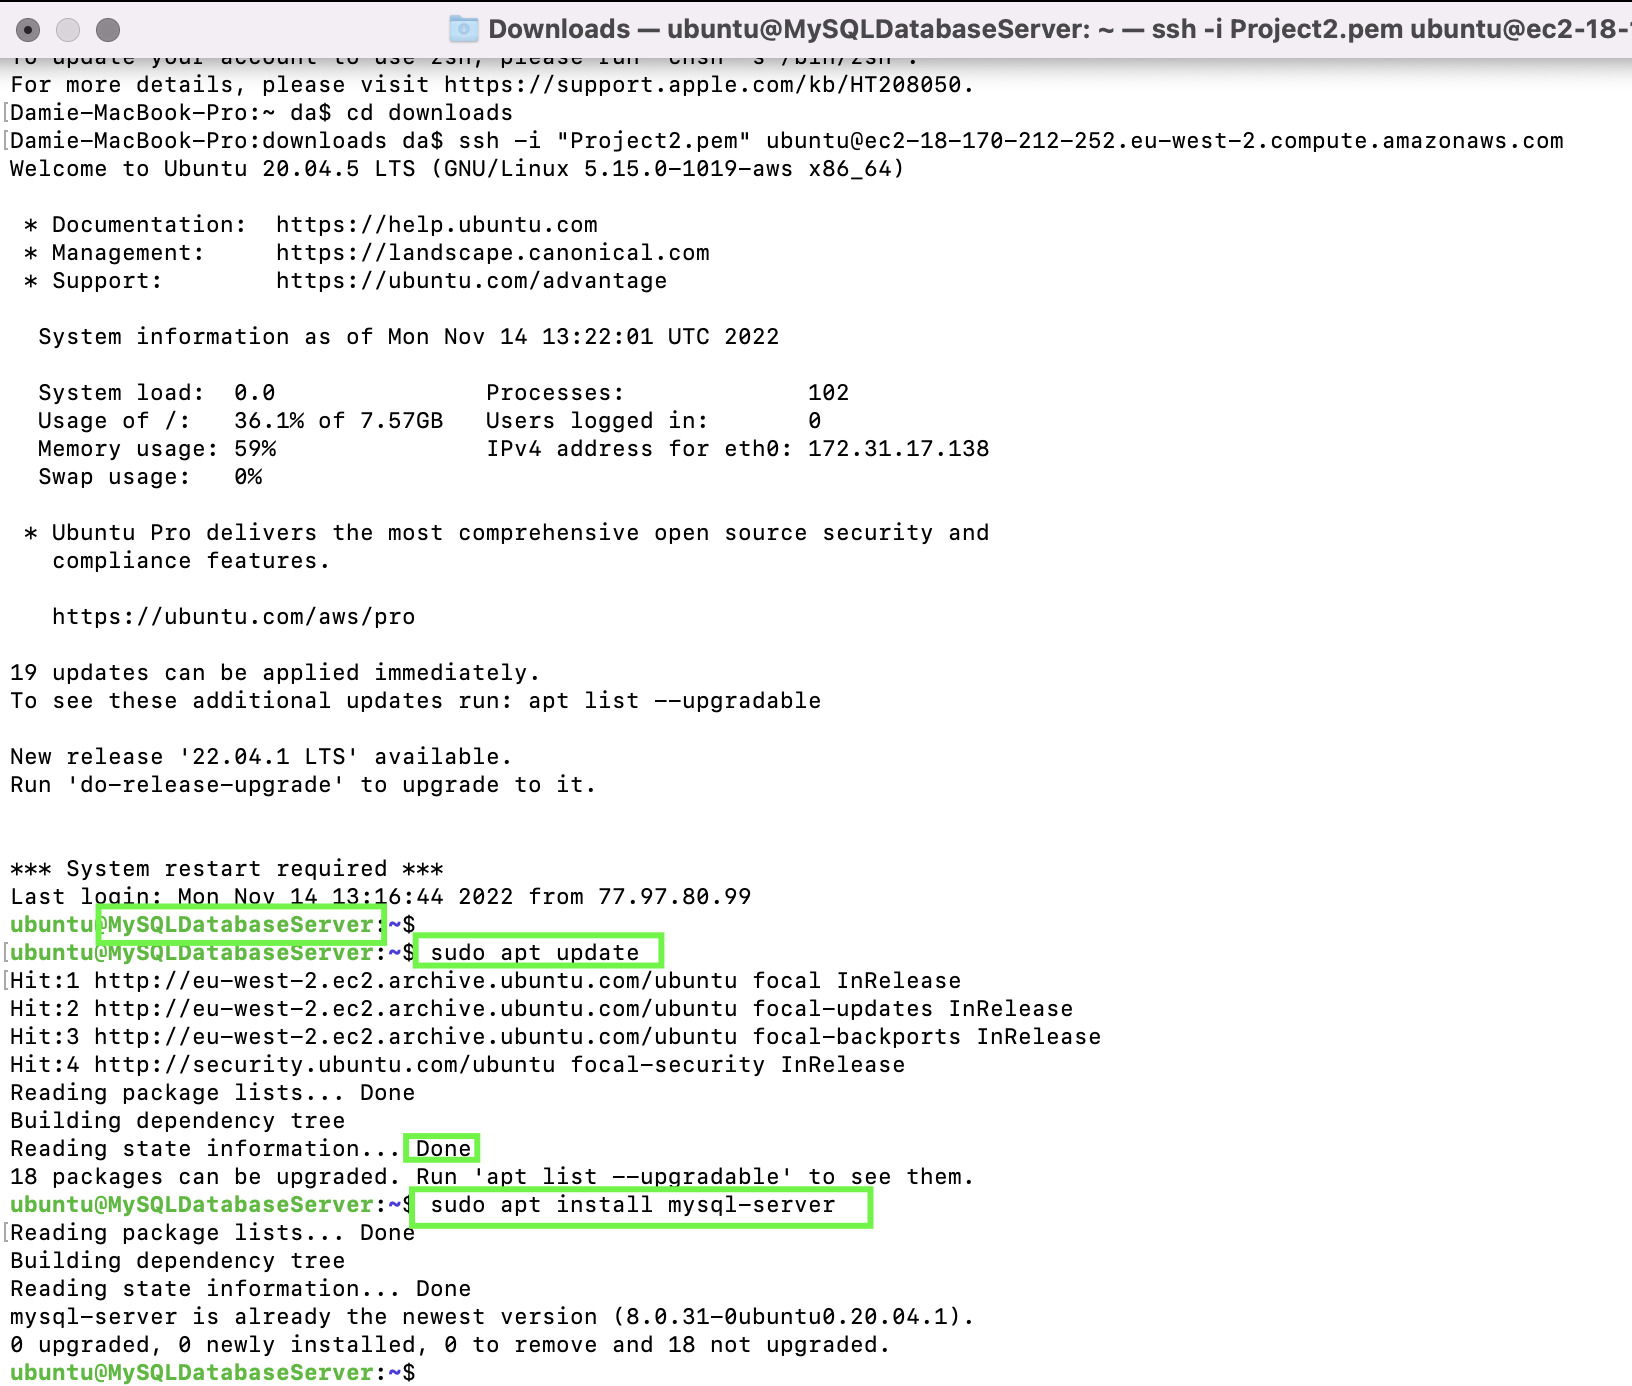 Downloads — ubuntu@MySQLDatabaseServer: ~ — ssh -i Project2.pem ubuntu@ec2-18-
To update your account to use zsh, please run `chsh -s /bin/zsh`.
For more details, please visit https://support.apple.com/kb/HT208050.
[Damie-MacBook-Pro:~ da$ cd downloads
[Damie-MacBook-Pro:downloads da$ ssh -i "Project2.pem" ubuntu@ec2-18-170-212-252.eu-west-2.compute.amazonaws.com
Welcome to Ubuntu 20.04.5 LTS (GNU/Linux 5.15.0-1019-aws x86_64)
* Documentation:  https://help.ubuntu.com
* Management:     https://landscape.canonical.com
* Support:        https://ubuntu.com/advantage
System information as of Mon Nov 14 13:22:01 UTC 2022
System load:  0.0               Processes:             102
Usage of /:   36.1% of 7.57GB   Users logged in:       0
Memory usage: 59%               IPv4 address for eth0: 172.31.17.138
Swap usage:   0%
* Ubuntu Pro delivers the most comprehensive open source security and
compliance features.
https://ubuntu.com/aws/pro
19 updates can be applied immediately.
To see these additional updates run: apt list --upgradable
New release '22.04.1 LTS' available.
Run 'do-release-upgrade' to upgrade to it.
*** System restart required ***
Last login: Mon Nov 14 13:16:44 2022 from 77.97.80.99
ubuntu@MySQLDatabaseServer:~$
[ubuntu@MySQLDatabaseServer:~$ sudo apt update
[Hit:1 http://eu-west-2.ec2.archive.ubuntu.com/ubuntu focal InRelease
Hit:2 http://eu-west-2.ec2.archive.ubuntu.com/ubuntu focal-updates InRelease
Hit:3 http://eu-west-2.ec2.archive.ubuntu.com/ubuntu focal-backports InRelease
Hit:4 http://security.ubuntu.com/ubuntu focal-security InRelease
Reading package lists... Done
Building dependency tree
Reading state information... Done
18 packages can be upgraded. Run 'apt list --upgradable' to see them.
ubuntu@MySQLDatabaseServer:~$ sudo apt install mysql-server
[Reading package lists... Done
Building dependency tree
Reading state information... Done
mysql-server is already the newest version (8.0.31-0ubuntu0.20.04.1).
0 upgraded, 0 newly installed, 0 to remove and 18 not upgraded.
ubuntu@MySQLDatabaseServer:~$